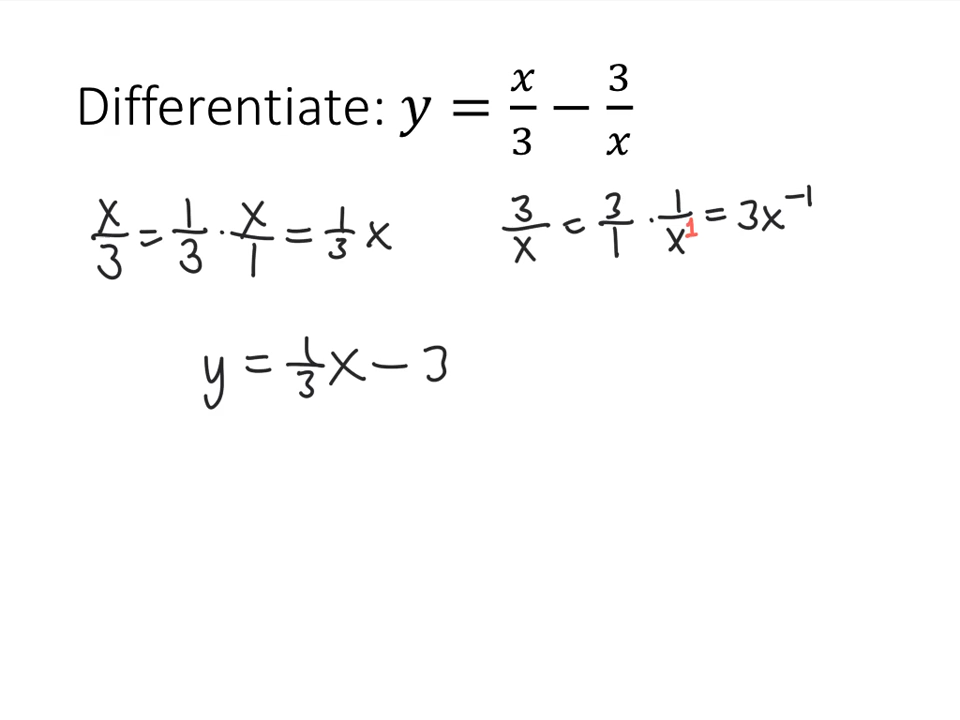 Differentiate: y = x/3 − 3/x
x/3 = 1/3 · x/1 = 1/3 x
3/x = 3/1 · 1/x¹ = 3x⁻¹
y = 1/3 x − 3